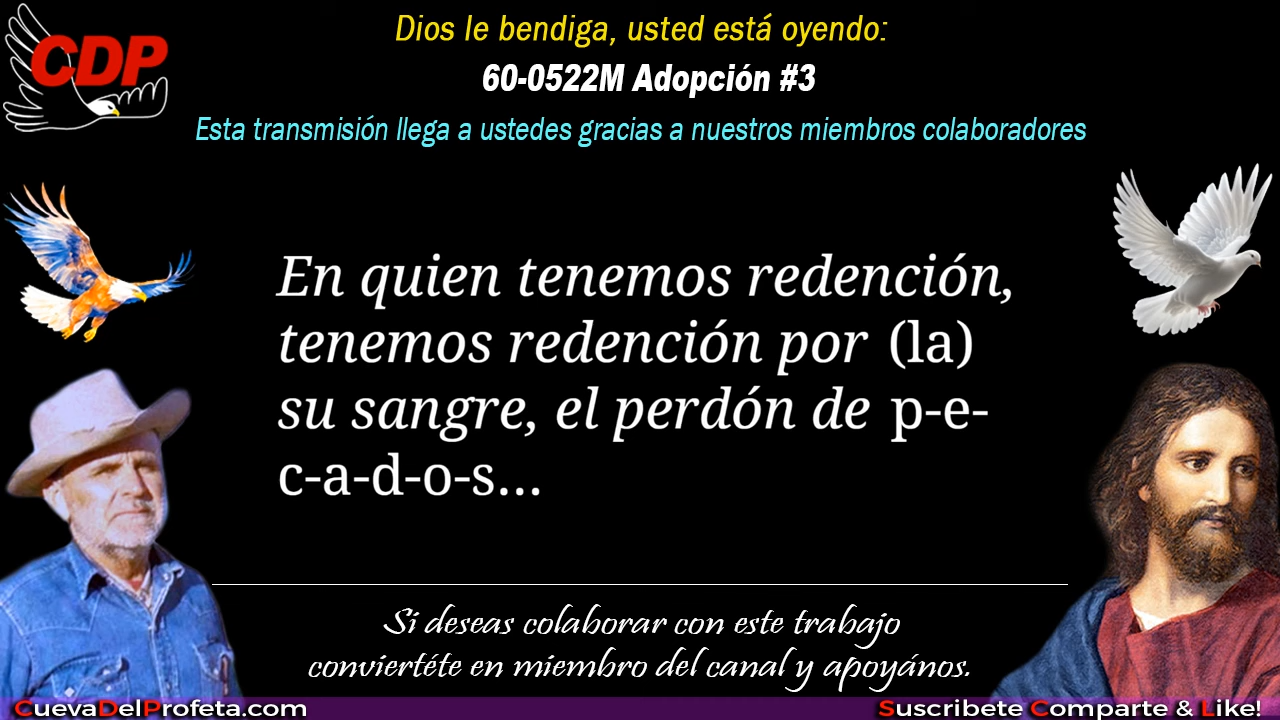 CDP
Dios le bendiga, usted está oyendo:
60-0522M Adopción #3
Esta transmisión llega a ustedes gracias a nuestros miembros colaboradores
En quien tenemos redención,
tenemos redención por (la)
su sangre, el perdón de p-e-
c-a-d-o-s...
Si deseas colaborar con este trabajo
conviertéte en miembro del canal y apoyános.
CuevaDelProfeta.com
Suscribete Comparte & Like!